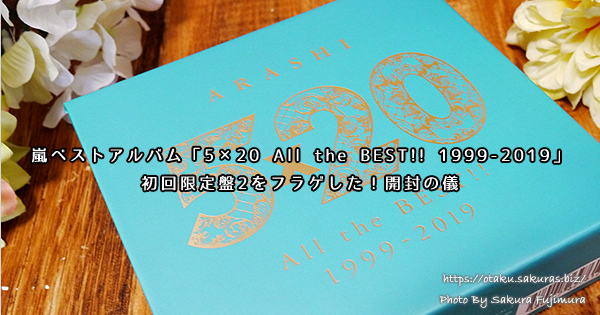 ARASHI
5×20
All the BEST!!
1999-2019
嵐ベストアルバム「5×20 All the BEST!! 1999-2019」
初回限定盤2をフラゲした！開封の儀
https://otaku.sakuras.biz/
Photo By Sakura Fujimura